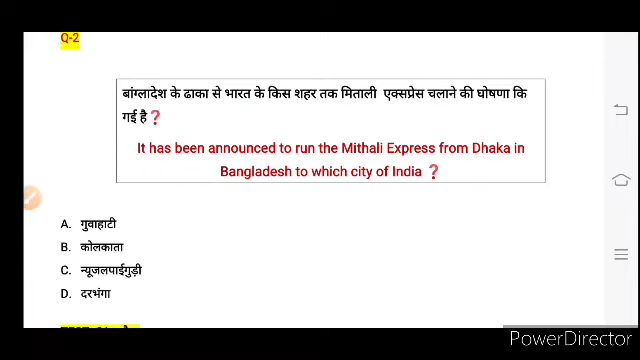 Q-2
बांग्लादेश के ढाका से भारत के किस शहर तक मिताली एक्सप्रेस चलाने की घोषणा कि
गई है❓
It has been announced to run the Mithali Express from Dhaka in
Bangladesh to which city of India ❓
A. गुवाहाटी
B. कोलकाता
C. न्यूजलपाईगुड़ी
D. दरभंगा
PowerDirector